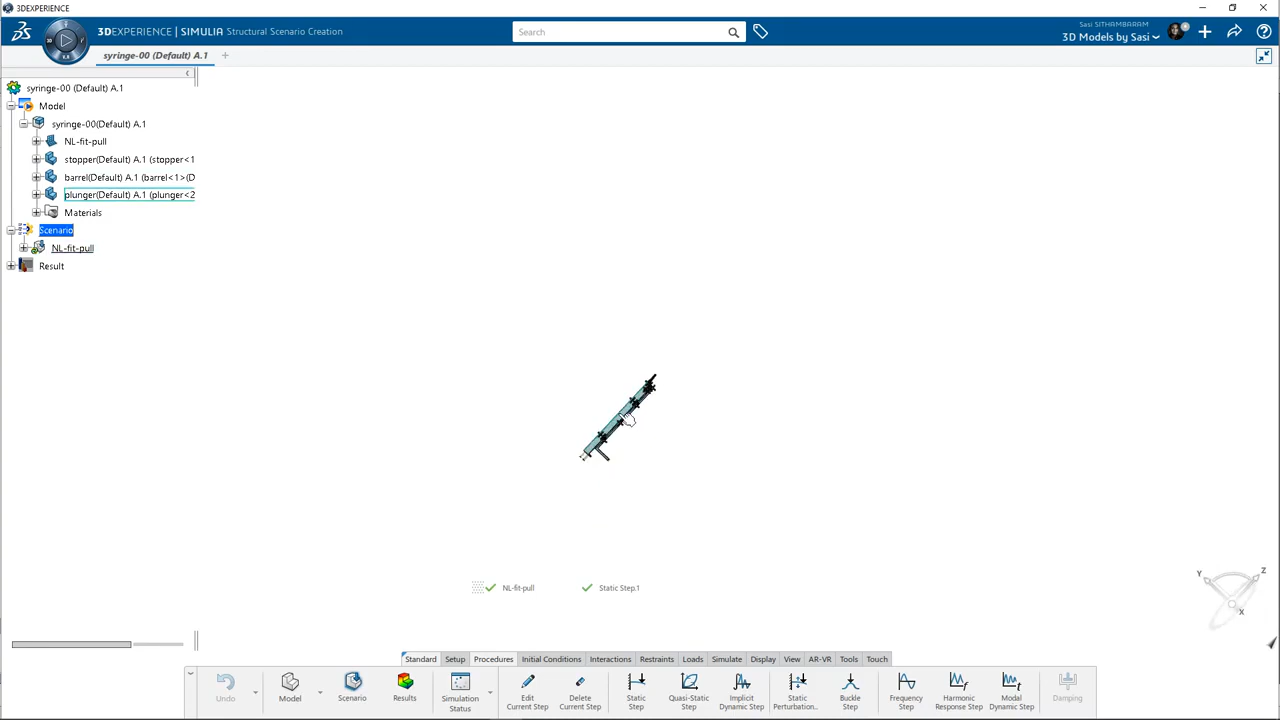 3DEXPERIENCE
3DEXPERIENCE | SIMULIA Structural Scenario Creation
Search
Sasi SITHAMBARAM
3D Models by Sasi
syringe-00 (Default) A.1
syringe-00 (Default) A.1
Model
syringe-00(Default) A.1
NL-fit-pull
stopper(Default) A.1 (stopper<1
barrel(Default) A.1 (barrel<1>(D
plunger(Default) A.1 (plunger<2
Materials
Scenario
NL-fit-pull
Result
NL-fit-pull
Static Step.1
Y Z X
Standard Setup Procedures Initial Conditions Interactions Restraints Loads Simulate Display View AR-VR Tools Touch
Undo Model Scenario Results Simulation Status Edit Current Step Delete Current Step Static Step Quasi-Static Step Implicit Dynamic Step Static Perturbation... Buckle Step Frequency Step Harmonic Response Step Modal Dynamic Step Damping